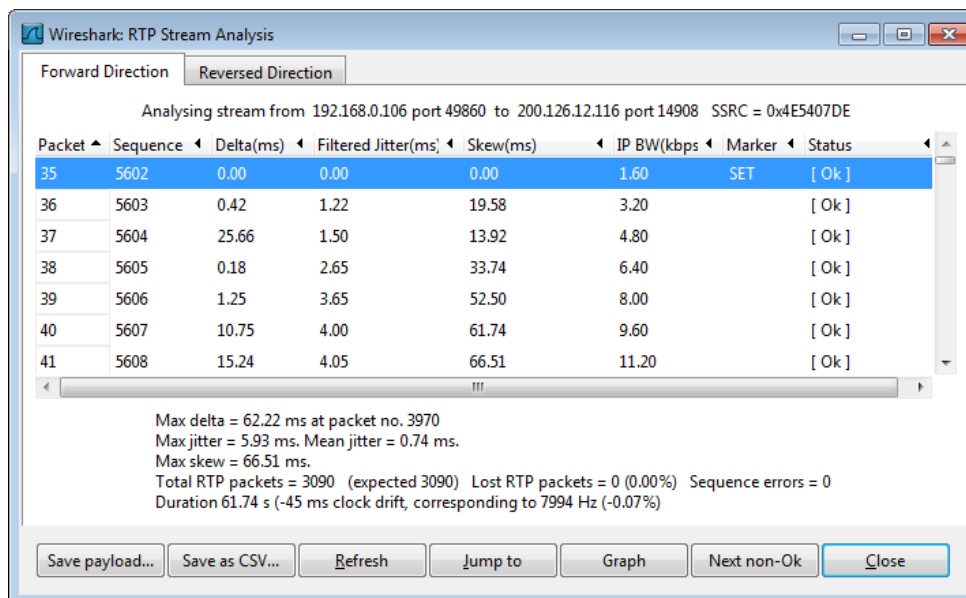 Wireshark: RTP Stream Analysis
Forward Direction Reversed Direction
Analysing stream from 192.168.0.106 port 49860 to 200.126.12.116 port 14908 SSRC = 0x4E5407DE
Packet Sequence Delta(ms) Filtered Jitter(ms) Skew(ms) IP BW(kbps Marker Status
35 5602 0.00 0.00 0.00 1.60 SET [ Ok ]
36 5603 0.42 1.22 19.58 3.20 [ Ok ]
37 5604 25.66 1.50 13.92 4.80 [ Ok ]
38 5605 0.18 2.65 33.74 6.40 [ Ok ]
39 5606 1.25 3.65 52.50 8.00 [ Ok ]
40 5607 10.75 4.00 61.74 9.60 [ Ok ]
41 5608 15.24 4.05 66.51 11.20 [ Ok ]
Max delta = 62.22 ms at packet no. 3970
Max jitter = 5.93 ms. Mean jitter = 0.74 ms.
Max skew = 66.51 ms.
Total RTP packets = 3090 (expected 3090) Lost RTP packets = 0 (0.00%) Sequence errors = 0
Duration 61.74 s (-45 ms clock drift, corresponding to 7994 Hz (-0.07%)
Save payload... Save as CSV... Refresh Jump to Graph Next non-Ok Close